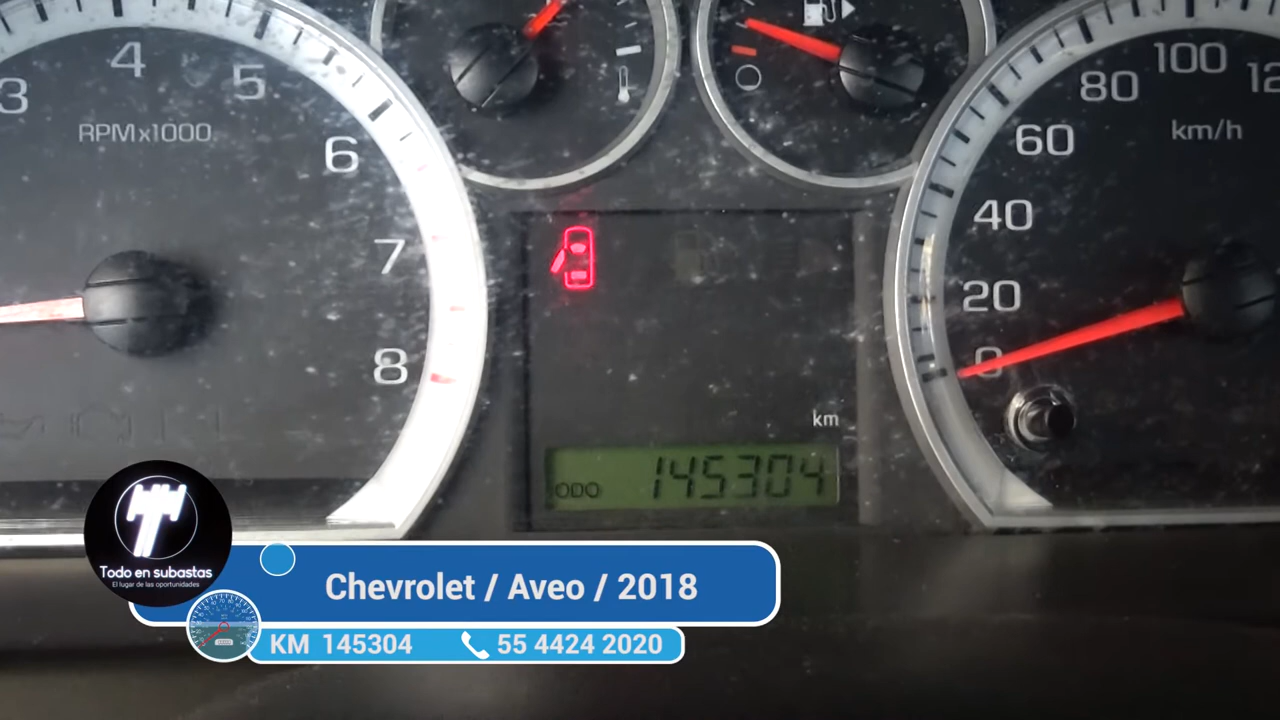 3
4
5
6
7
8
RPMx1000
20
40
60
80
100
12
km/h
0
km
ODO 145304
Todo en subastas
El lugar de las oportunidades
Chevrolet / Aveo / 2018
KM 145304
55 4424 2020